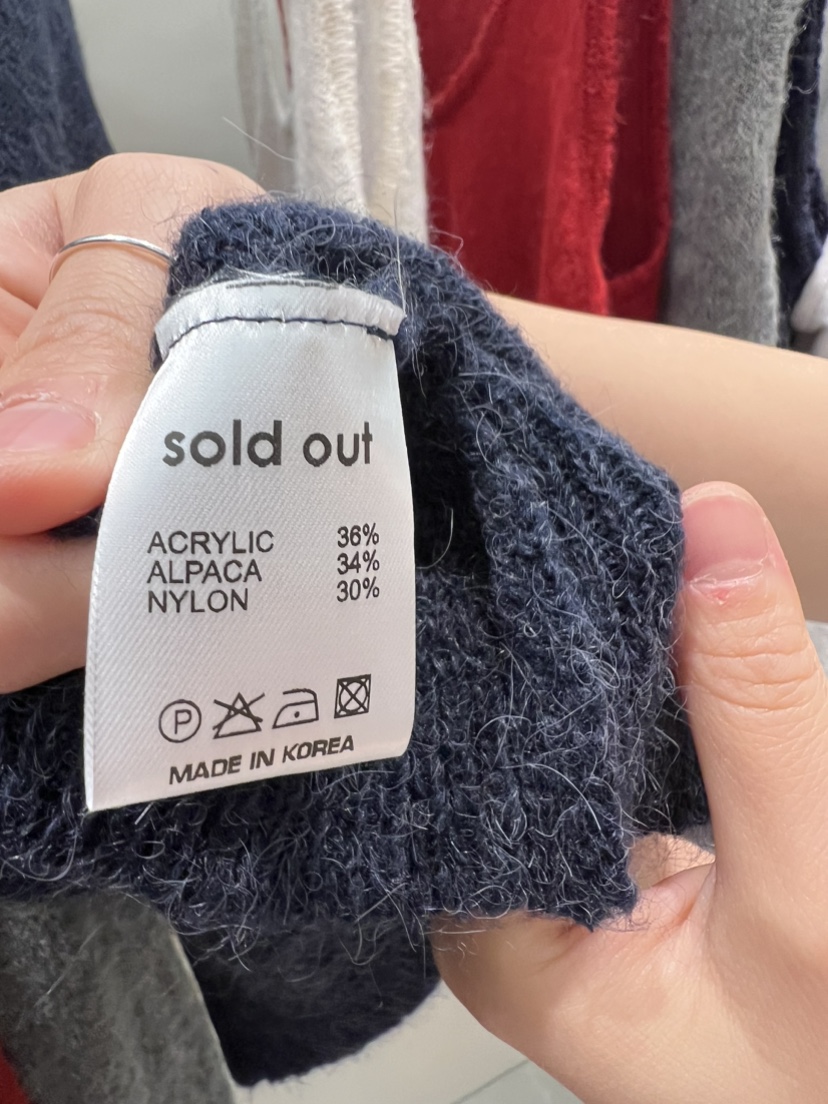 sold out
ACRYLIC 36%
ALPACA 34%
NYLON 30%
P
MADE IN KOREA